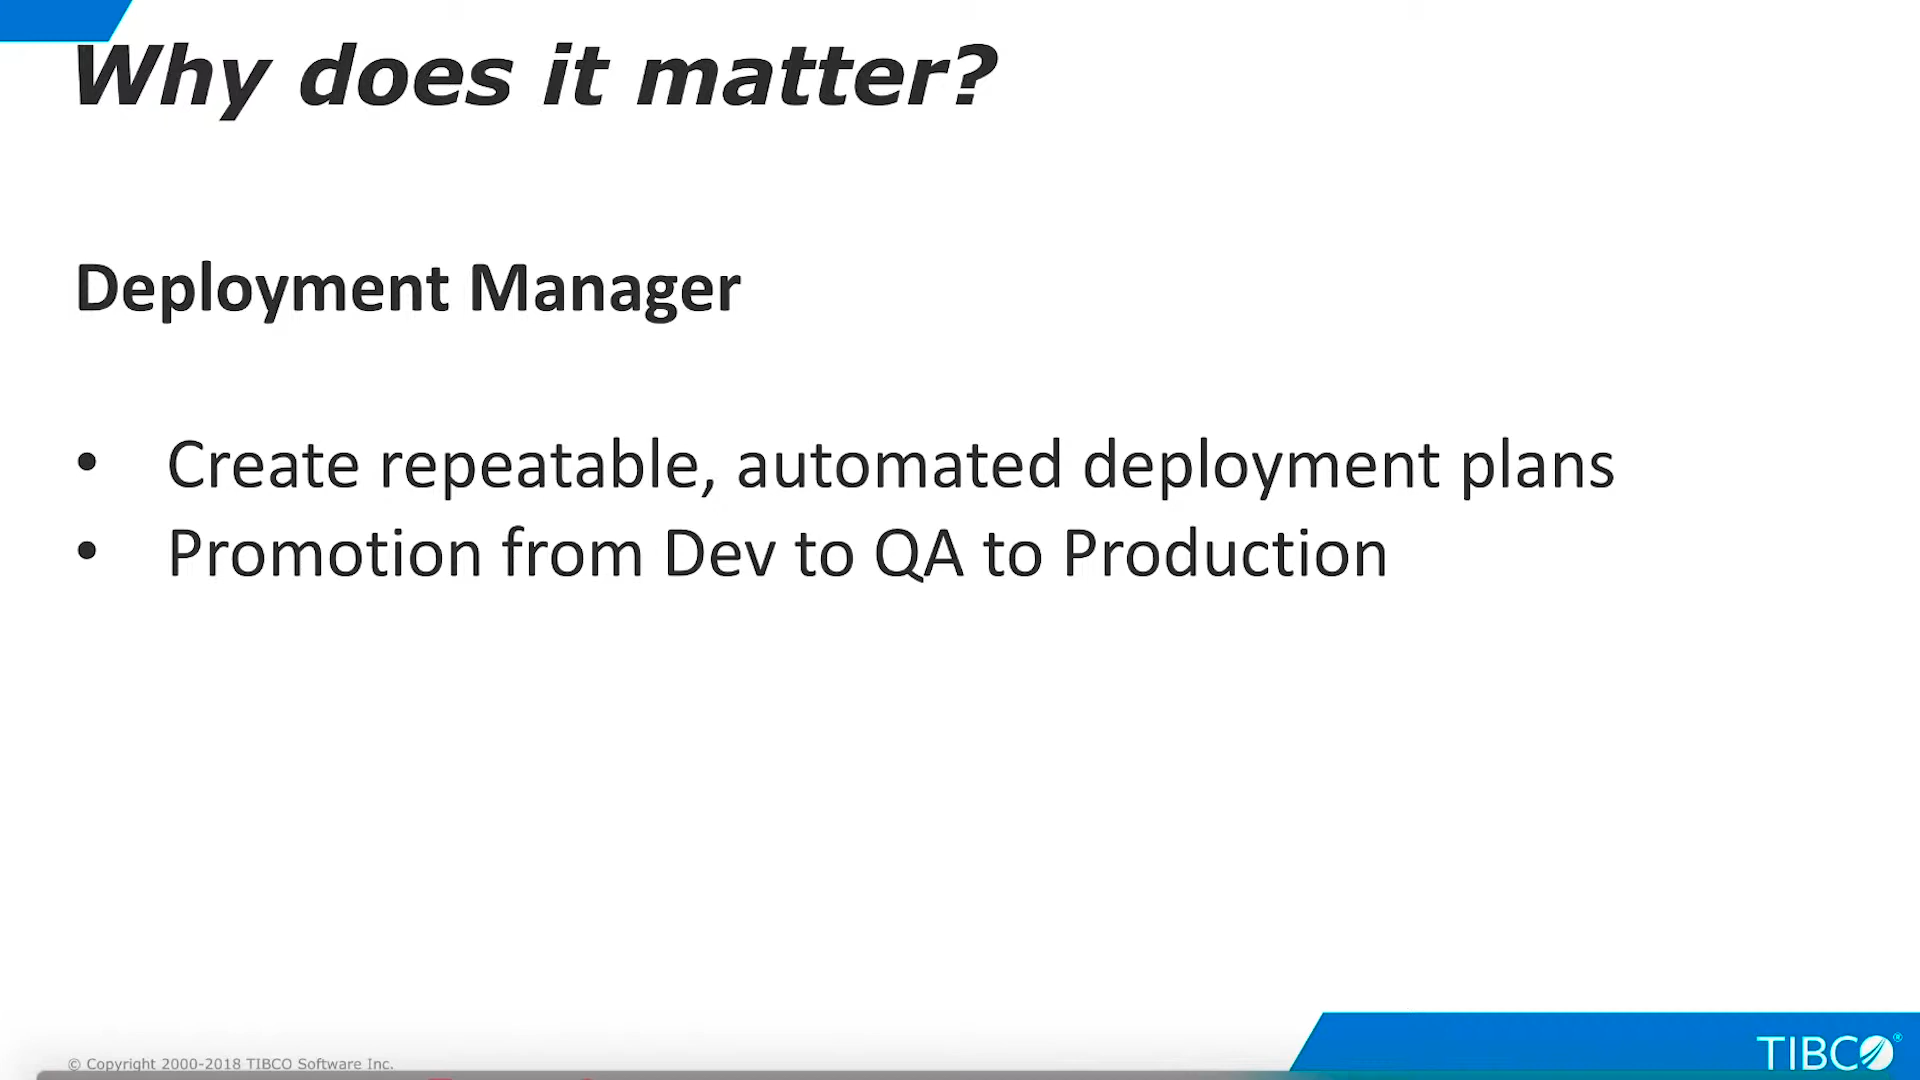 Why does it matter?
Deployment Manager
• Create repeatable, automated deployment plans
• Promotion from Dev to QA to Production
© Copyright 2000-2018 TIBCO Software Inc.
TIBCO®